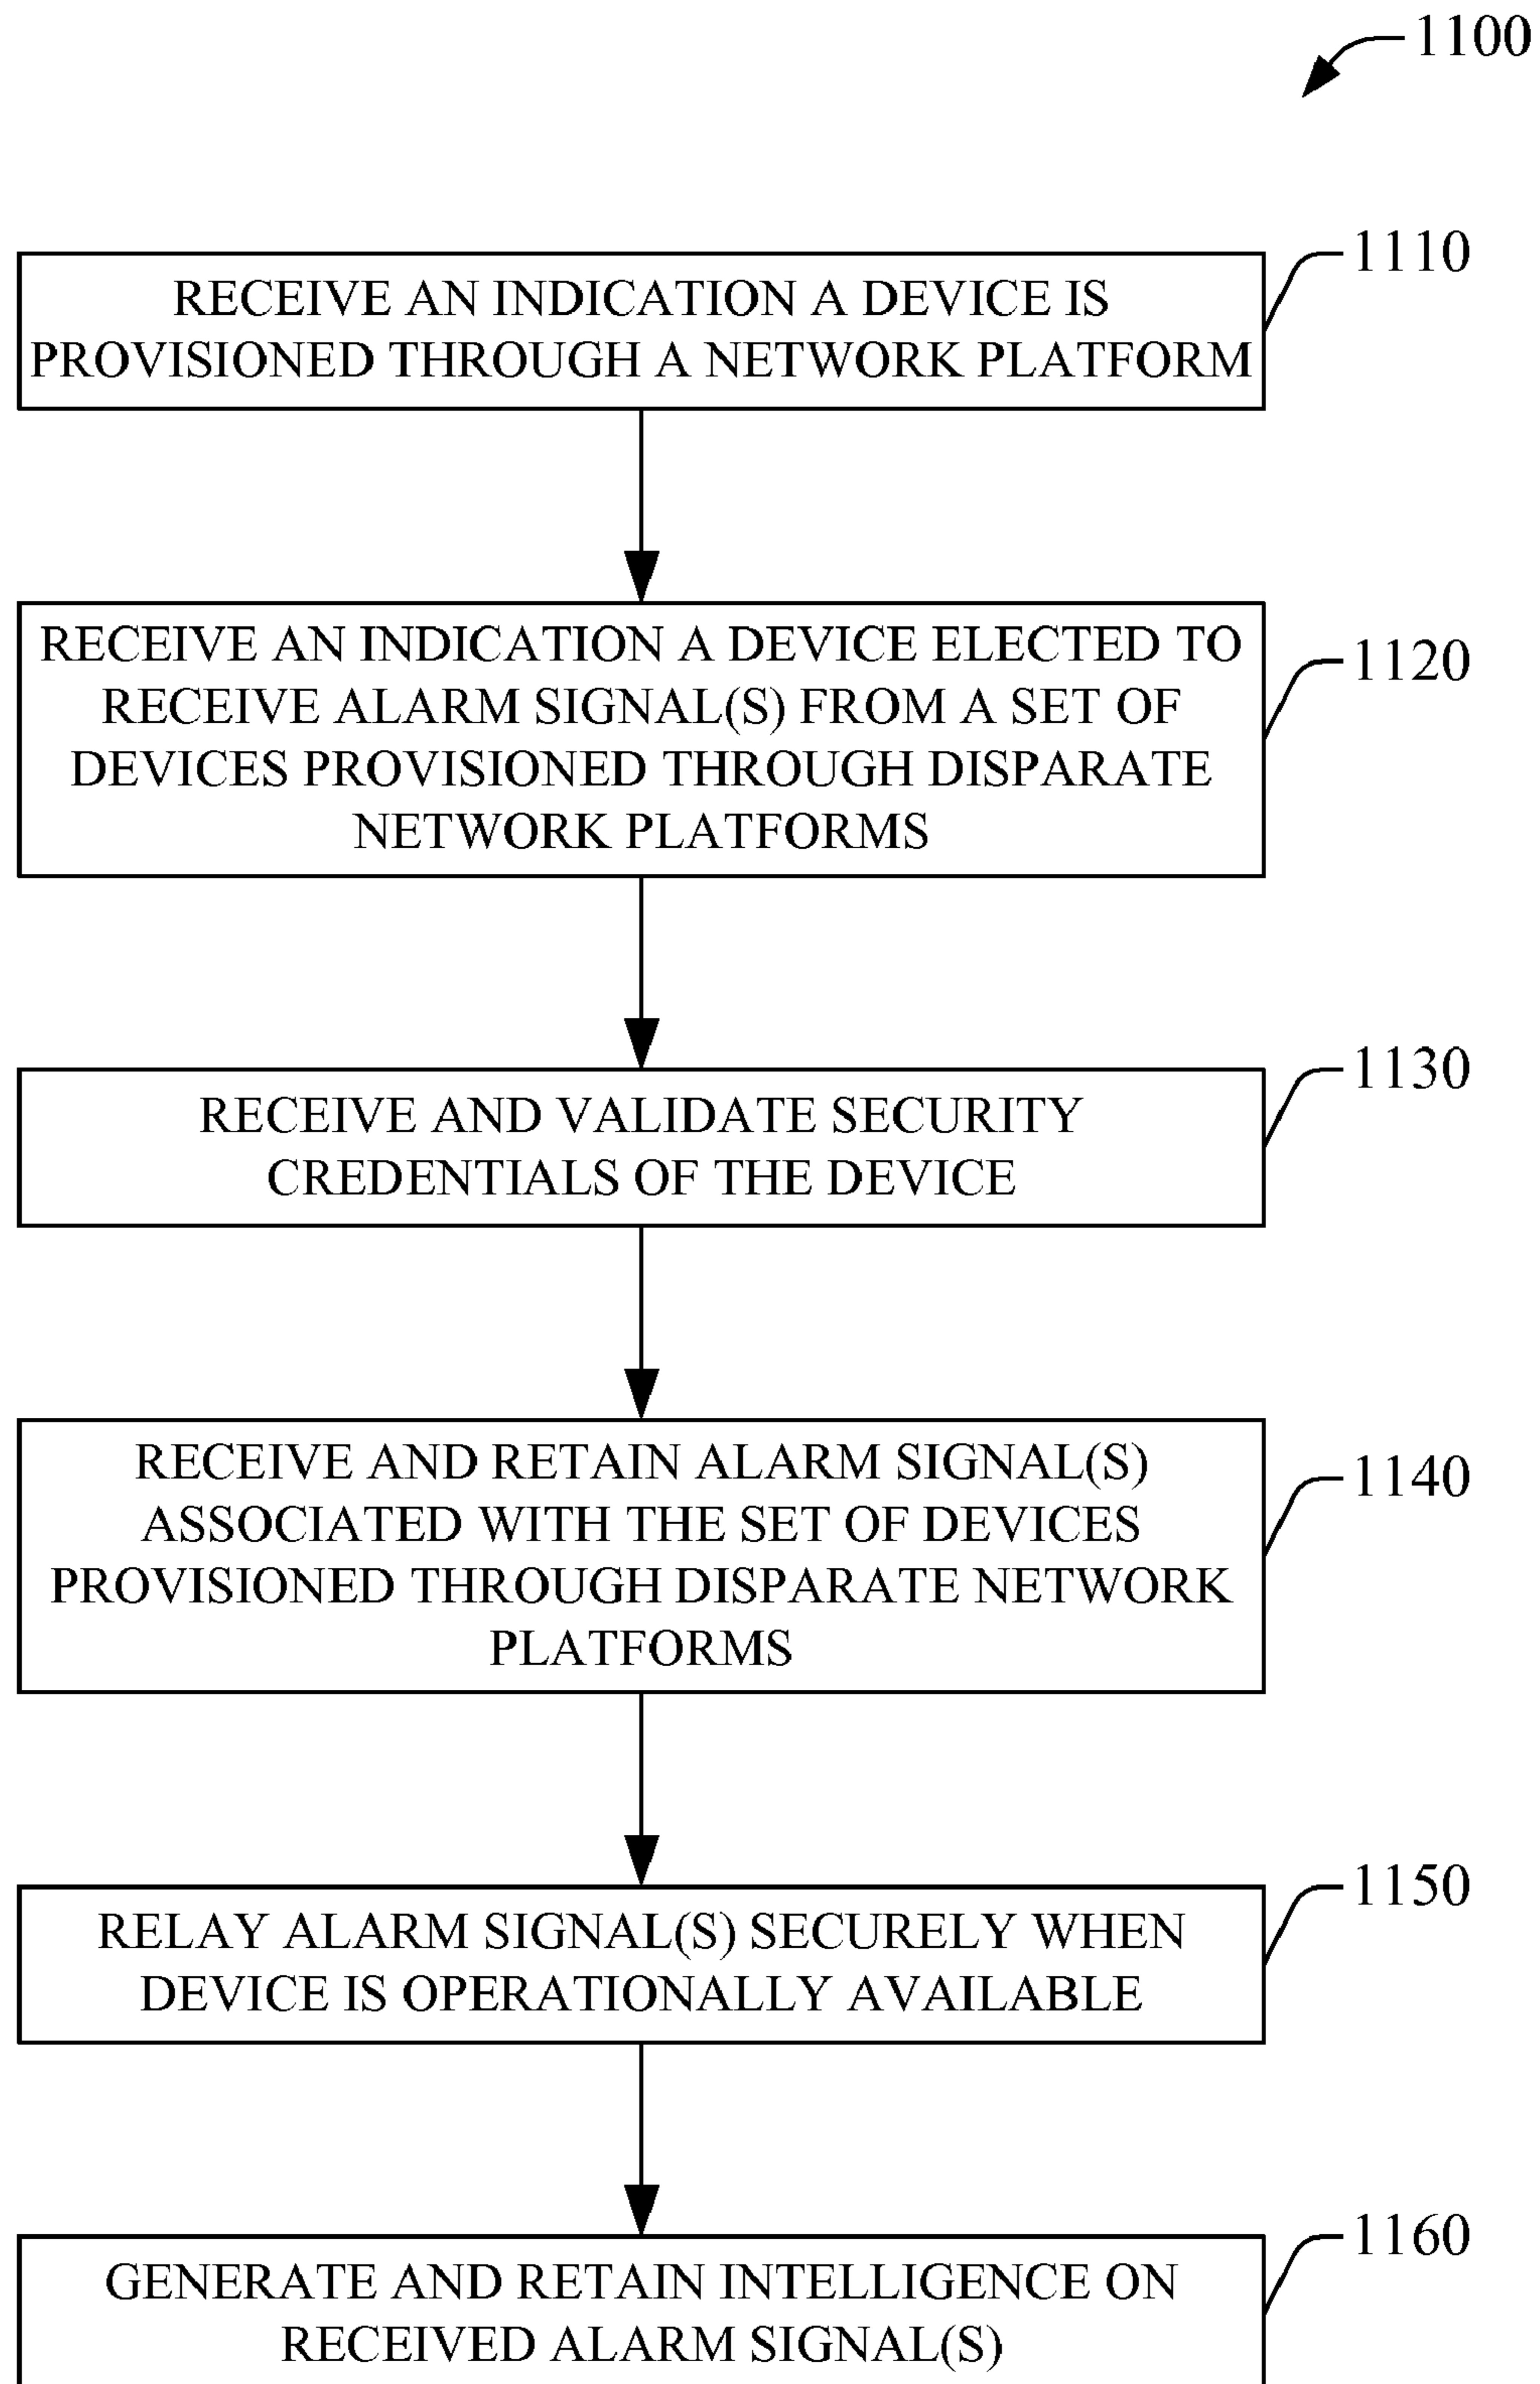 1100
1110
RECEIVE AN INDICATION A DEVICE IS
PROVISIONED THROUGH A NETWORK PLATFORM
1120
RECEIVE AN INDICATION A DEVICE ELECTED TO
RECEIVE ALARM SIGNAL(S) FROM A SET OF
DEVICES PROVISIONED THROUGH DISPARATE
NETWORK PLATFORMS
1130
RECEIVE AND VALIDATE SECURITY
CREDENTIALS OF THE DEVICE
1140
RECEIVE AND RETAIN ALARM SIGNAL(S)
ASSOCIATED WITH THE SET OF DEVICES
PROVISIONED THROUGH DISPARATE NETWORK
PLATFORMS
1150
RELAY ALARM SIGNAL(S) SECURELY WHEN
DEVICE IS OPERATIONALLY AVAILABLE
1160
GENERATE AND RETAIN INTELLIGENCE ON
RECEIVED ALARM SIGNAL(S)